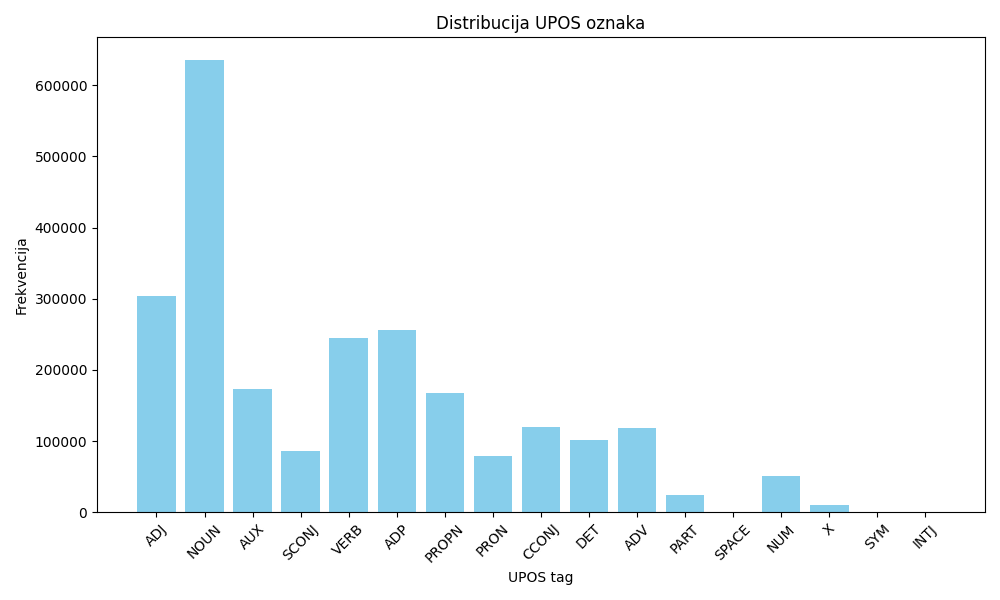 Distribucija UPOS oznaka
Frekvencija
600000
500000
400000
300000
200000
100000
0
ADJ
NOUN
AUX
SCONJ
VERB
ADP
PROPN
PRON
CCONJ
DET
ADV
PART
SPACE
NUM
X
SYM
INTJ
UPOS tag